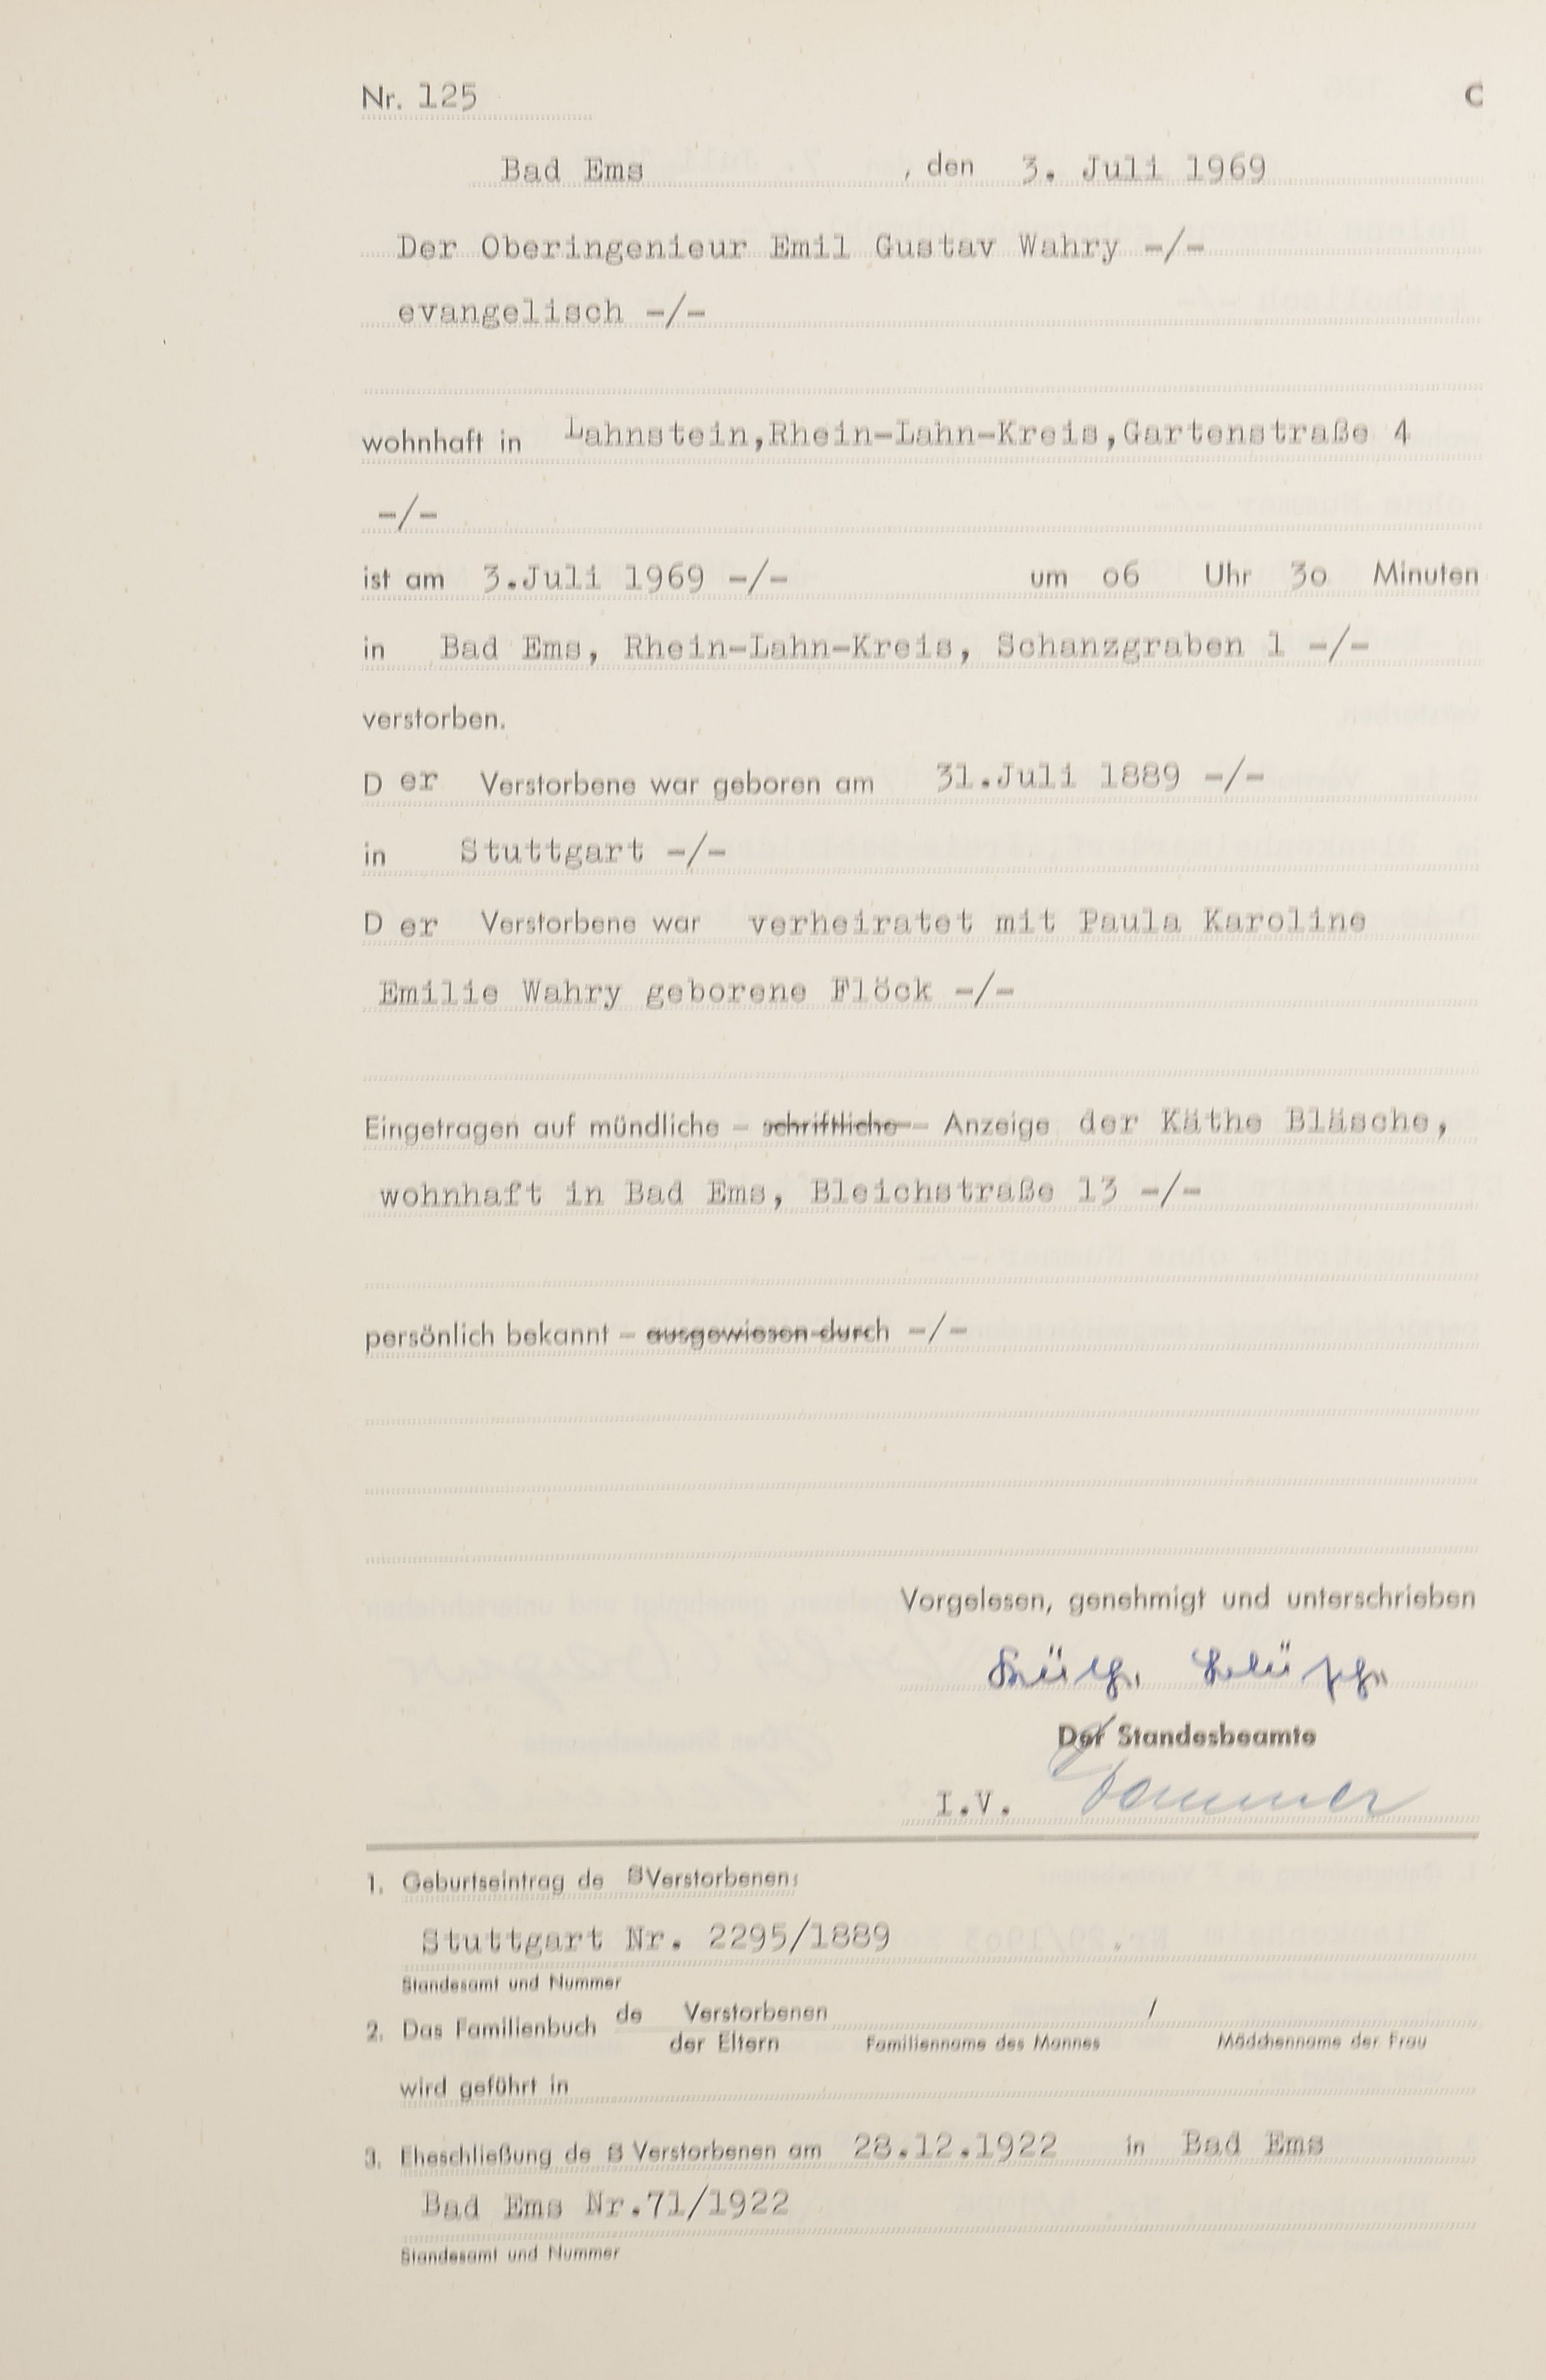 Nr. 125 C
Bad Ems , den 3. Juli 1969
Der Oberingenieur Emil Gustav Wahry -/-
evangelisch -/-
wohnhaft in Lahnstein,Rhein-Lahn-Kreis,Gartenstraße 4
-/-
ist am 3.Juli 1969 -/- um o6 Uhr 3o Minuten
in Bad Ems, Rhein-Lahn-Kreis, Schanzgraben 1 -/-
verstorben.
D er Verstorbene war geboren am 31.Juli 1889 -/-
in Stuttgart -/-
D er Verstorbene war verheiratet mit Paula Karoline
Emilie Wahry geborene Flöck -/-
Eingetragen auf mündliche - schriftliche - Anzeige der Käthe Bläsche,
wohnhaft in Bad Ems, Bleichstraße 13 -/-
persönlich bekannt - ausgewiesen durch -/-
Vorgelesen, genehmigt und unterschrieben
Käthe Bläsche
Der Standesbeamte
I.V.
1. Geburtseintrag de s Verstorbenen:
Stuttgart Nr. 2295/1889
Standesamt und Nummer
2. Das Familienbuch de Verstorbenen /
der Eltern Familienname des Mannes Mädchenname der Frau
wird geführt in
3. Eheschließung de s Verstorbenen am 28.12.1922 in Bad Ems
Bad Ems Nr.71/1922
Standesamt und Nummer